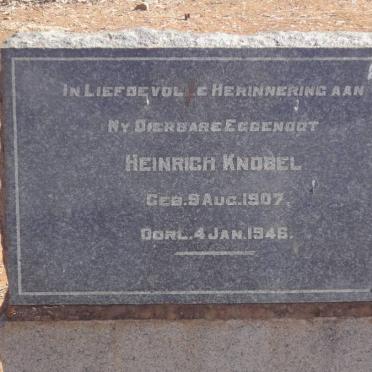 IN LIEFDEVOLLE HERINNERING AAN
MY DIERBARE EGGENOOT
HEINRICH KNOBEL
GEB. 9 AUG. 1907.
OORL. 4 JAN. 1946.